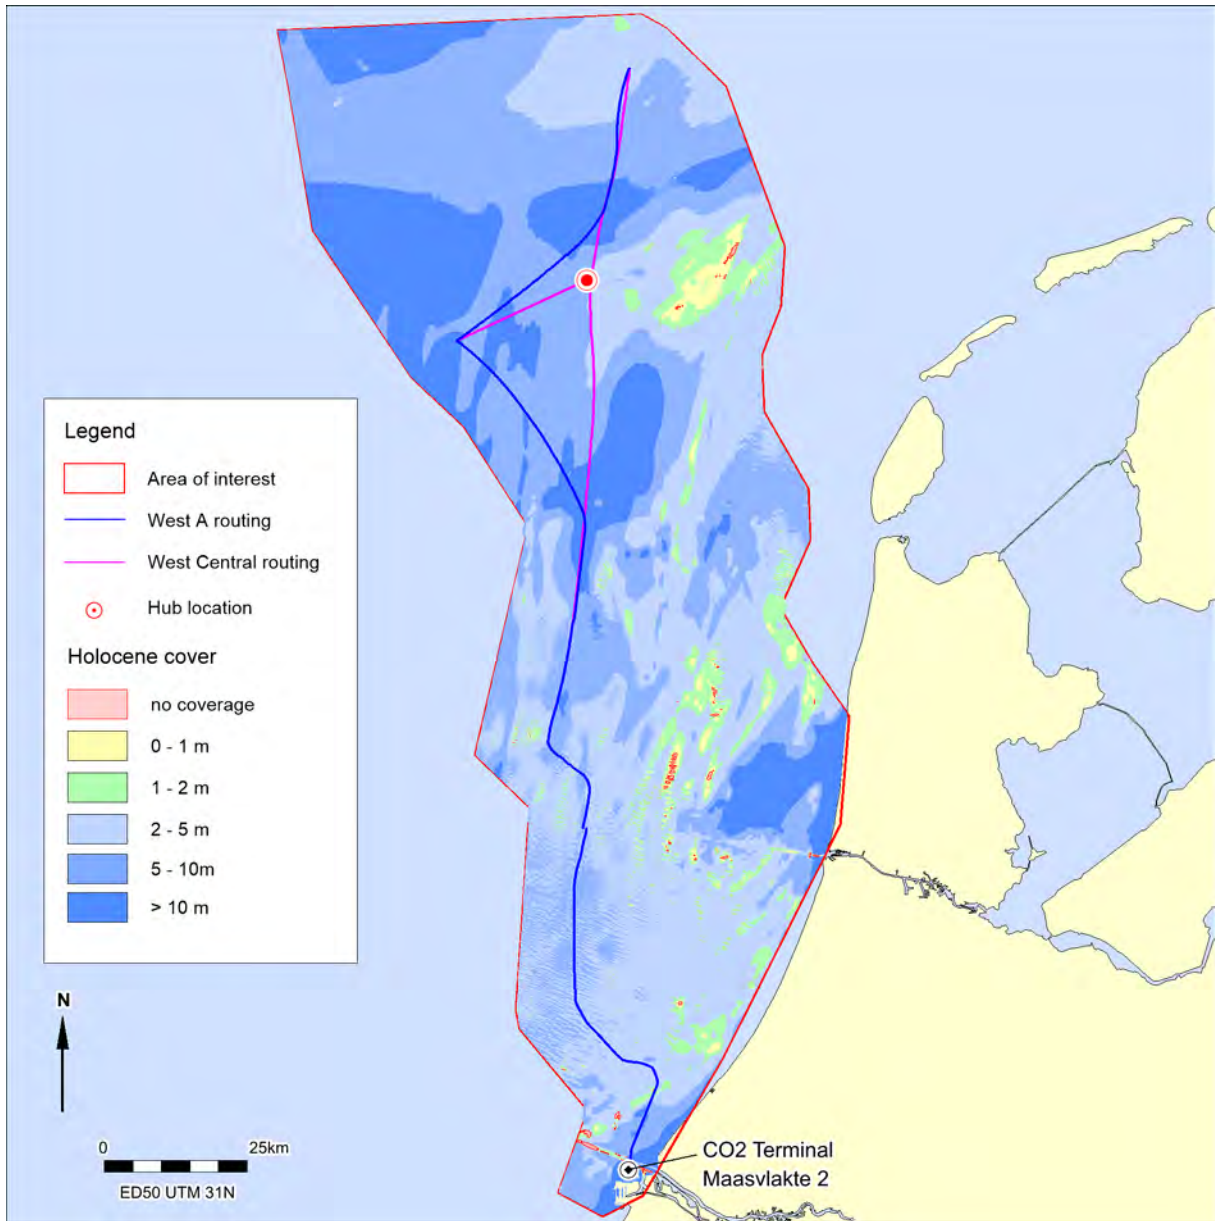 Legend
Area of interest
West A routing
West Central routing
Hub location
Holocene cover
no coverage
0 - 1 m
1 - 2 m
2 - 5 m
5 - 10m
> 10 m
N
0 25km
ED50 UTM 31N
CO2 Terminal
Maasvlakte 2